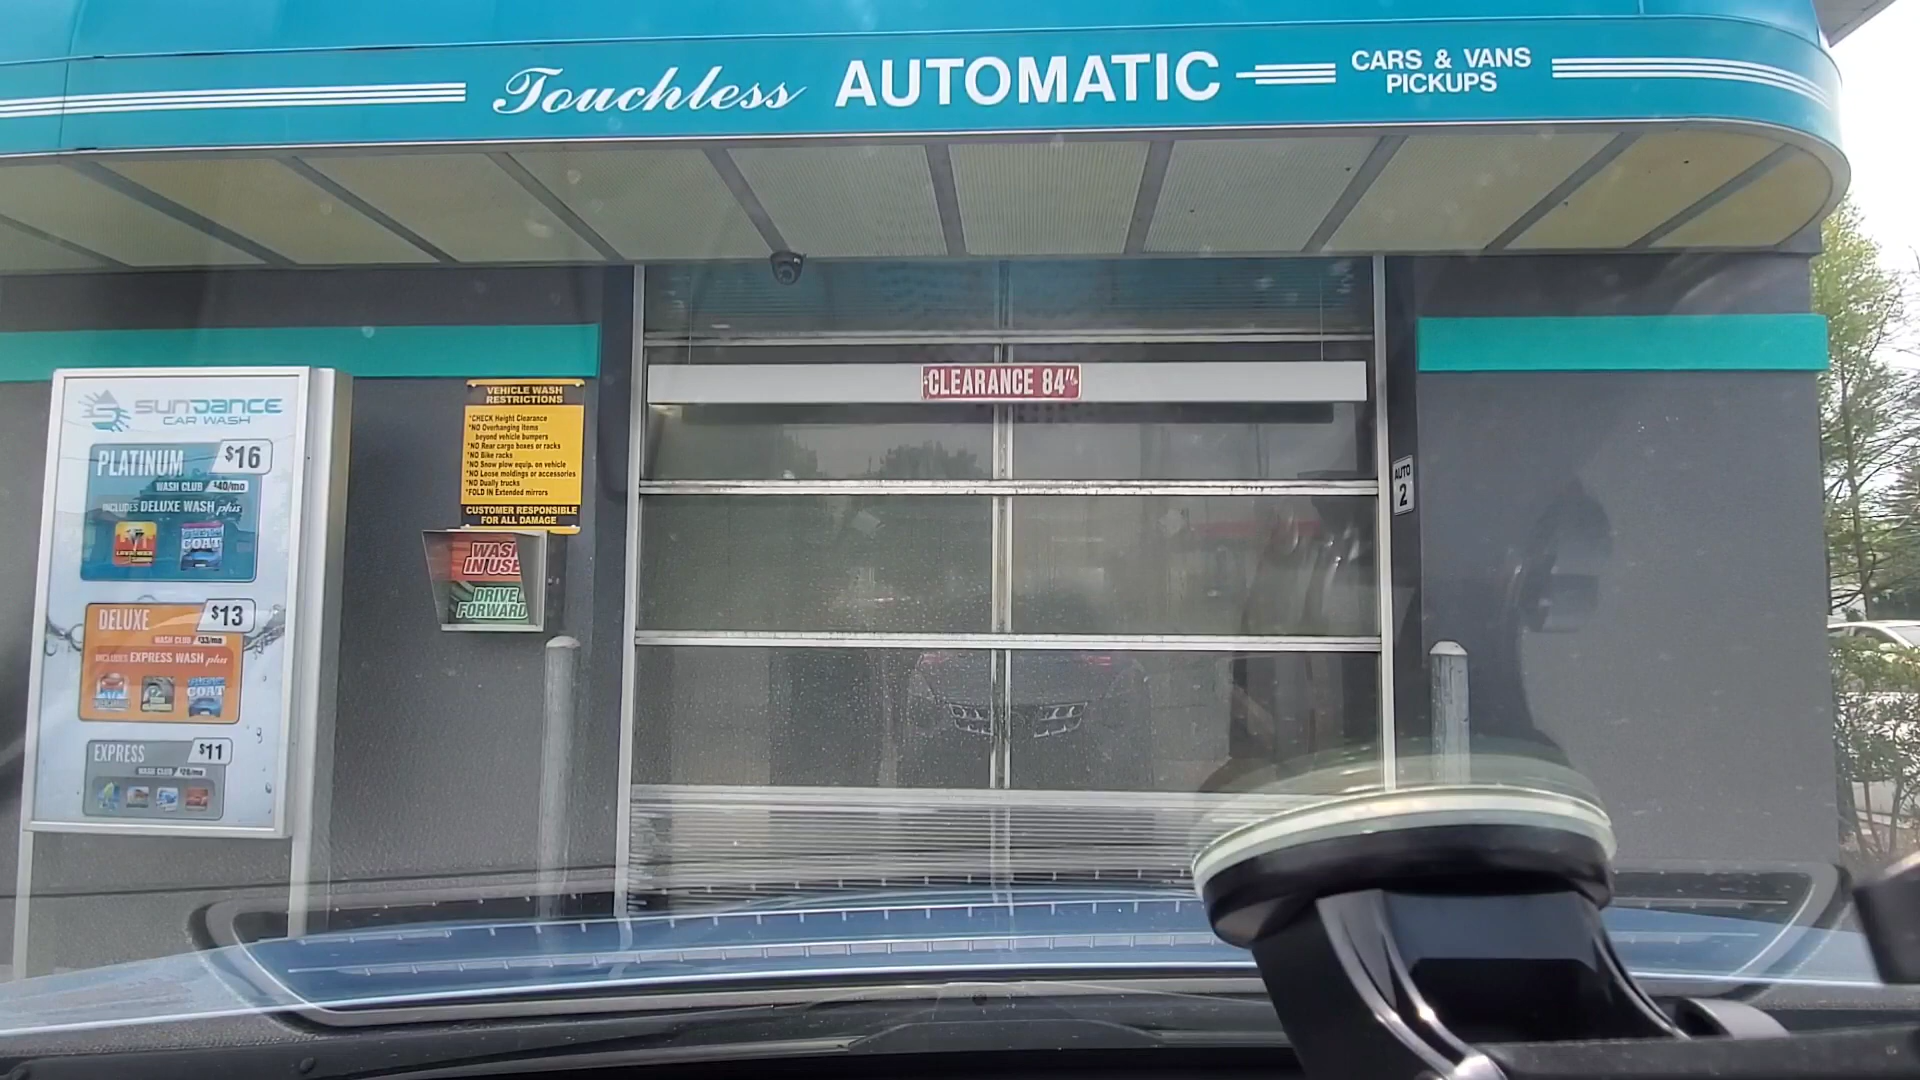 Touchless AUTOMATIC
CARS & VANS
PICKUPS
CLEARANCE 84"
AUTO
2
SUNDANCE
CAR WASH
PLATINUM $16
WASH CLUB $40/mo
INCLUDES DELUXE WASH plus
COAT
DELUXE $13
WASH CLUB $33/mo
INCLUDES EXPRESS WASH plus
COAT
EXPRESS $11
WASH CLUB
VEHICLE WASH
RESTRICTIONS
*CHECK Height Clearance
*NO Overhanging items
beyond vehicle bumpers
*NO Rear cargo boxes or racks
*NO Bike racks
*NO Snow plow equip. on vehicle
*NO Loose moldings or accessories
*NO Dually trucks
*FOLD IN Extended mirrors
CUSTOMER RESPONSIBLE
FOR ALL DAMAGE
WASH
IN USE
DRIVE
FORWARD